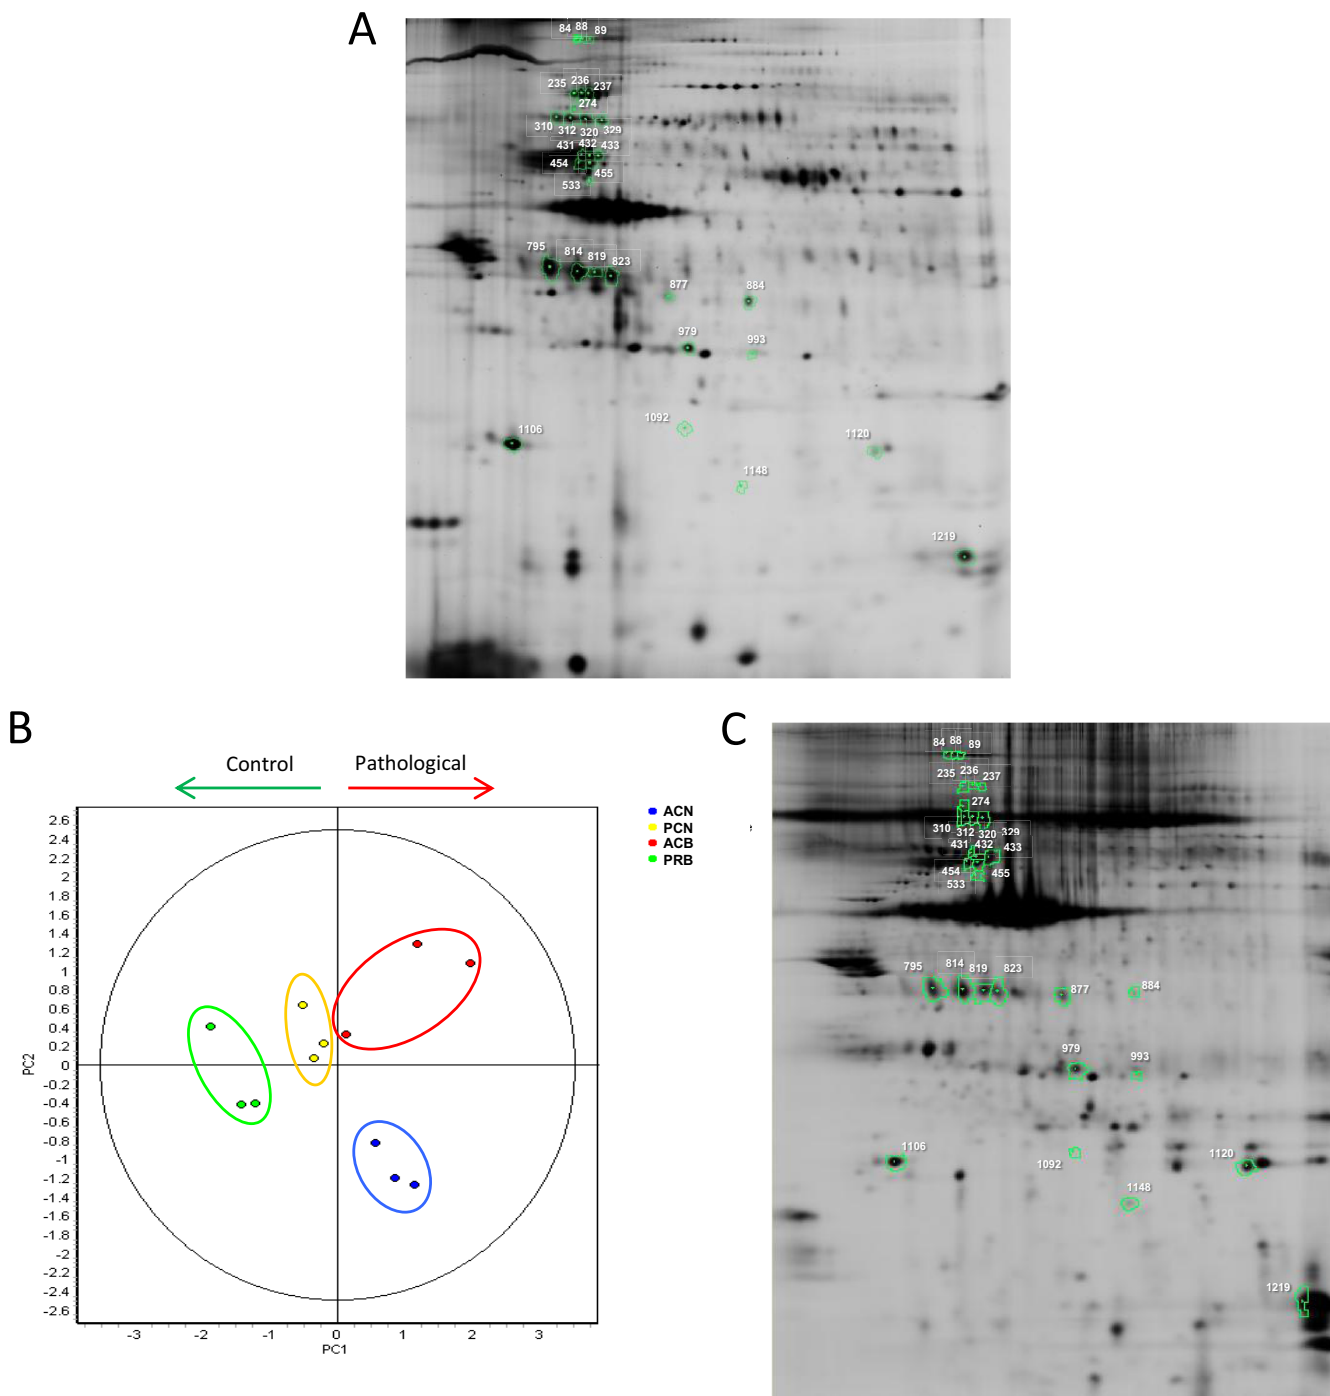 A
84 88 89
235 236 237
274
310 312 320 329
431 432 433
454 455
533
795 814 819 823
877 884
979 993
1092
1106 1120
1148
1219
B
Control Pathological
ACN
PCN
ACB
PRB
e
2.6
2.4
2.2
2
1.8
1.6
1.4
1.2
1
0.8
0.6
0.4
0.2
0
-0.2
-0.4
-0.6
-0.8
-1
-1.2
-1.4
-1.6
-1.8
-2
-2.2
-2.4
-2.6
PC2
-3 -2 -1 0 1 2 3
PC1
C
84 88 89
235 236 237
274
310 312 320 329
431 432 433
454 455
533
795 814 819 823
877 884
979 993
1106 1092 1120
1148
1219